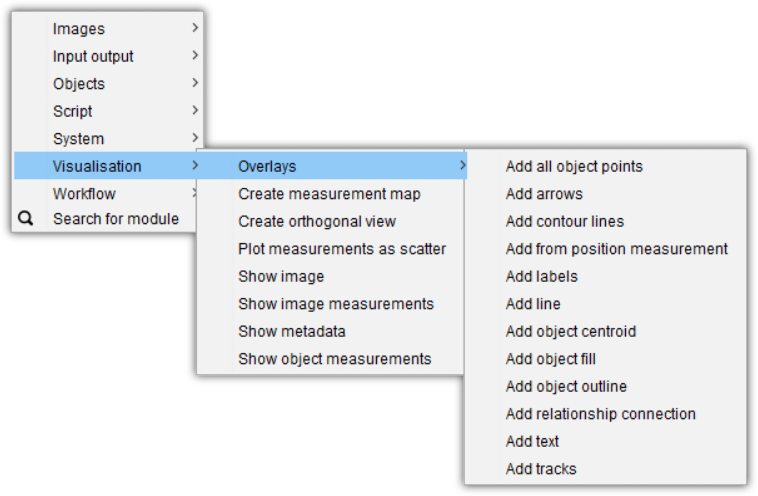 Images
Input output
Objects
Script
System
Visualisation
Workflow
Search for module
Overlays
Create measurement map
Create orthogonal view
Plot measurements as scatter
Show image
Show image measurements
Show metadata
Show object measurements
Add all object points
Add arrows
Add contour lines
Add from position measurement
Add labels
Add line
Add object centroid
Add object fill
Add object outline
Add relationship connection
Add text
Add tracks